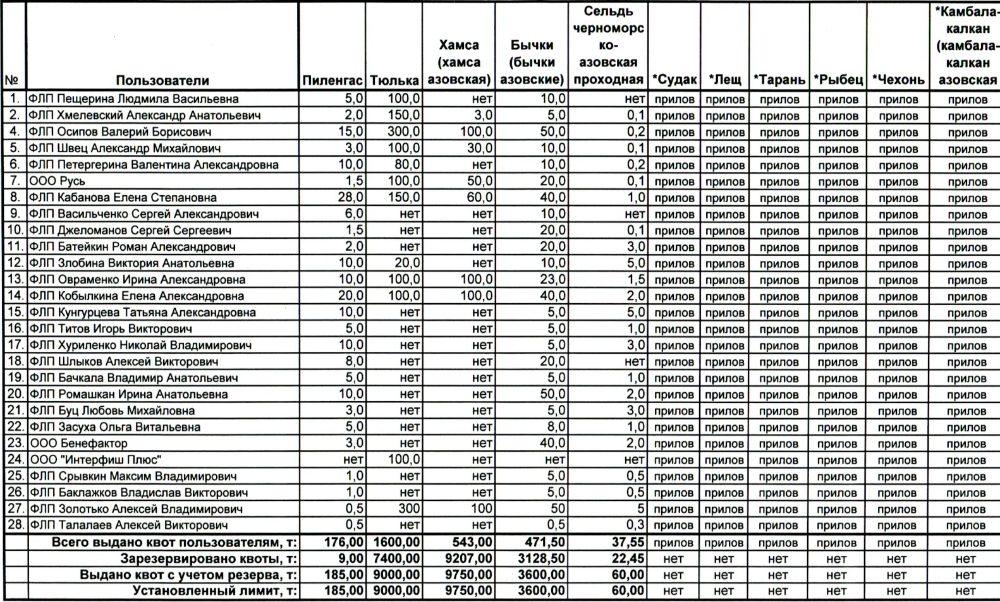 № Пользователи Пиленгас Тюлька Хамса (хамса азовская) Бычки (бычки азовские) Сельдь черноморс ко- азовская проходная *Судак *Лещ *Тарань *Рыбец *Чехонь *Камбала- калкан (камбала- калкан азовская
1. ФЛП Пещерина Людмила Васильевна 5,0 100,0 нет 10,0 нет прилов прилов прилов прилов прилов прилов
2. ФЛП Хмелевский Александр Анатольевич 2,0 150,0 3,0 5,0 0,1 прилов прилов прилов прилов прилов прилов
4. ФЛП Осипов Валерий Борисович 15,0 300,0 100,0 50,0 0,2 прилов прилов прилов прилов прилов прилов
5. ФЛП Швец Александр Михайлович 3,0 100,0 30,0 10,0 0,1 прилов прилов прилов прилов прилов прилов
6. ФЛП Петергерина Валентина Александровна 10,0 80,0 нет 10,0 0,2 прилов прилов прилов прилов прилов прилов
7. ООО Русь 1,5 100,0 50,0 20,0 0,1 прилов прилов прилов прилов прилов прилов
8. ФЛП Кабанова Елена Степановна 28,0 150,0 60,0 40,0 1,0 прилов прилов прилов прилов прилов прилов
9. ФЛП Васильченко Сергей Александрович 6,0 нет нет 10,0 нет прилов прилов прилов прилов прилов прилов
10. ФЛП Джеломанов Сергей Сергеевич 1,5 нет нет 20,0 0,1 прилов прилов прилов прилов прилов прилов
11. ФЛП Батейкин Роман Александрович 2,0 нет нет 20,0 3,0 прилов прилов прилов прилов прилов прилов
12. ФЛП Злобина Виктория Анатольевна 10,0 20,0 нет 10,0 5,0 прилов прилов прилов прилов прилов прилов
13. ФЛП Овраменко Ирина Александровна 10,0 100,0 100,0 23,0 1,5 прилов прилов прилов прилов прилов прилов
14. ФЛП Кобылкина Елена Александровна 20,0 100,0 100,0 40,0 2,0 прилов прилов прилов прилов прилов прилов
15. ФЛП Кунгурцева Татьяна Александровна 10,0 нет нет 5,0 5,0 прилов прилов прилов прилов прилов прилов
16. ФЛП Титов Игорь Викторович 5,0 нет нет 5,0 1,0 прилов прилов прилов прилов прилов прилов
17. ФЛП Хуриленко Николай Владимирович 10,0 нет нет 5,0 3,0 прилов прилов прилов прилов прилов прилов
18. ФЛП Шлыков Алексей Викторович 8,0 нет нет 20,0 нет прилов прилов прилов прилов прилов прилов
19. ФЛП Бачкала Владимир Анатольевич 5,0 нет нет 5,0 1,0 прилов прилов прилов прилов прилов прилов
20. ФЛП Ромашкан Ирина Анатольевна 10,0 нет нет 50,0 2,0 прилов прилов прилов прилов прилов прилов
21. ФЛП Буц Любовь Михайловна 3,0 нет нет 5,0 3,0 прилов прилов прилов прилов прилов прилов
22. ФЛП Засуха Ольга Витальевна 5,0 нет нет 8,0 1,0 прилов прилов прилов прилов прилов прилов
23. ООО Бенефактор 3,0 нет нет 40,0 2,0 прилов прилов прилов прилов прилов прилов
24. ООО "Интерфиш Плюс" нет 100,0 нет нет нет прилов прилов прилов прилов прилов прилов
25. ФЛП Срывкин Максим Владимирович 1,0 нет нет 5,0 0,5 прилов прилов прилов прилов прилов прилов
26. ФЛП Баклажков Владислав Викторович 1,0 нет нет 5,0 0,5 прилов прилов прилов прилов прилов прилов
27. ФЛП Золотько Алексей Владимирович 0,5 300 100 50 5 прилов прилов прилов прилов прилов прилов
28. ФЛП Талалаев Алексей Викторович 0,5 нет нет 0,5 0,3 прилов прилов прилов прилов прилов прилов
Всего выдано квот пользователям, т: 176,00 1600,00 543,00 471,50 37,55 прилов прилов прилов прилов прилов прилов
Зарезервировано квоты, т: 9,00 7400,00 9207,00 3128,50 22,45 нет нет нет нет нет нет
Выдано квот с учетом резерва, т: 185,00 9000,00 9750,00 3600,00 60,00 нет нет нет нет нет нет
Установленный лимит, т: 185,00 9000,00 9750,00 3600,00 60,00 нет нет нет нет нет нет